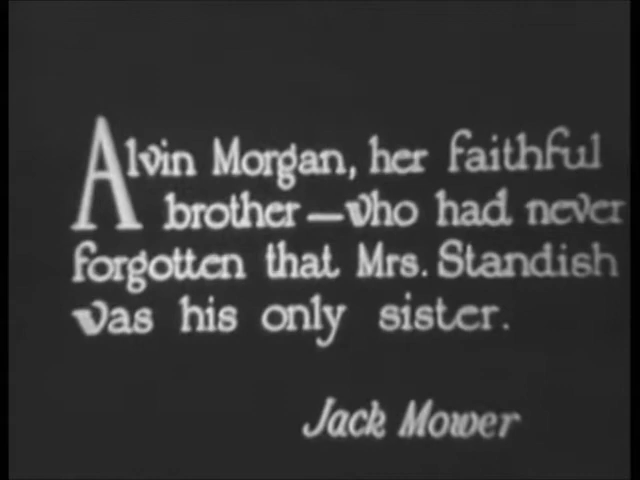 Alvin Morgan, her faithful
brother—who had never
forgotten that Mrs. Standish
was his only sister.
Jack Mower